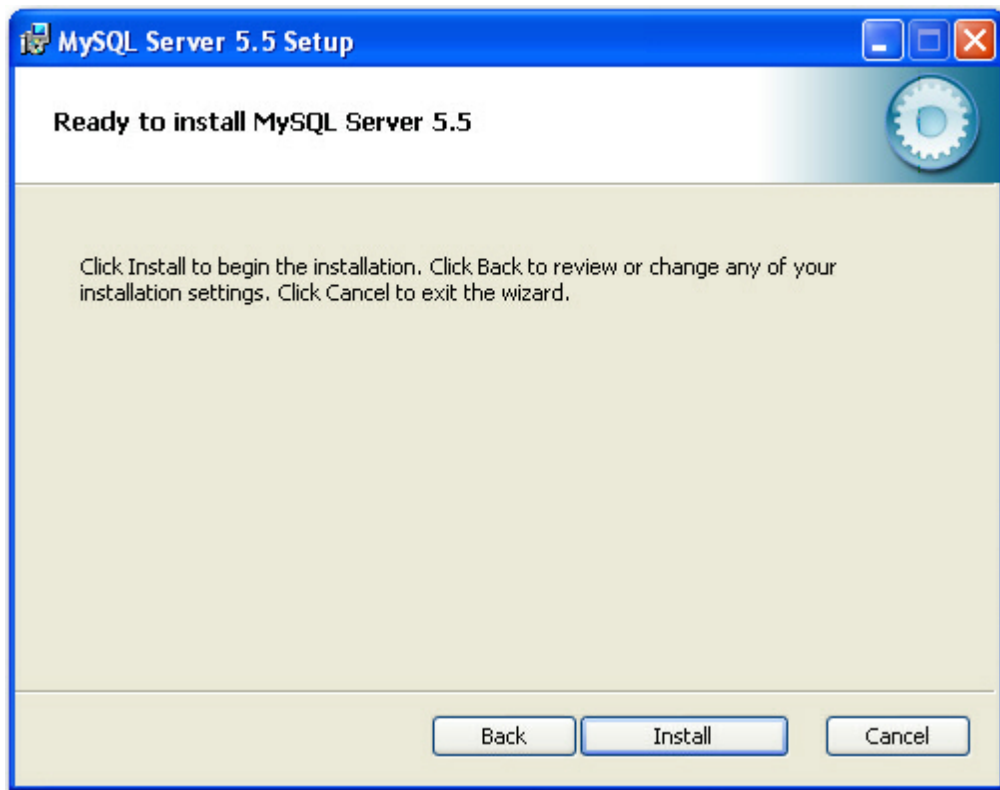 MySQL Server 5.5 Setup
Ready to install MySQL Server 5.5
Click Install to begin the installation. Click Back to review or change any of your
installation settings. Click Cancel to exit the wizard.
Back
Install
Cancel